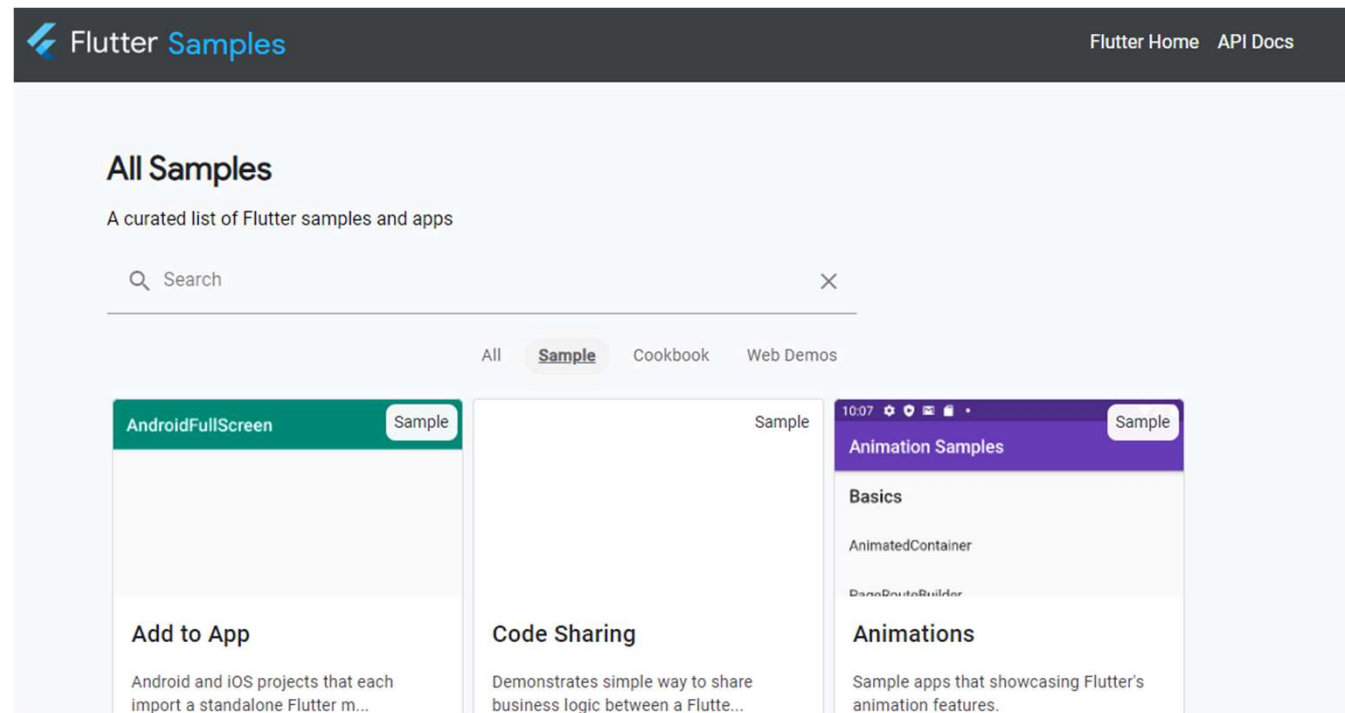 Flutter Samples
Flutter Home API Docs
All Samples
A curated list of Flutter samples and apps
Search
All Sample Cookbook Web Demos
AndroidFullScreen
Sample
Add to App
Android and iOS projects that each
import a standalone Flutter m...
Sample
Code Sharing
Demonstrates simple way to share
business logic between a Flutte...
10:07
Sample
Animation Samples
Basics
AnimatedContainer
PageRouteBuilder
Animations
Sample apps that showcasing Flutter's
animation features.